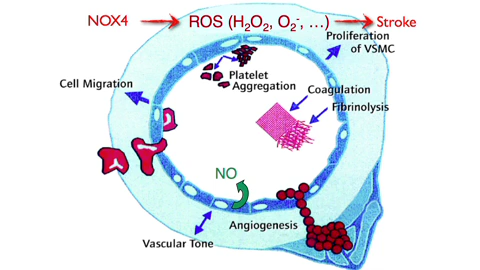 NOX4 → ROS (H₂O₂, O₂⁻, ...) → Stroke
Proliferation
of VSMC
Platelet
Aggregation
Cell Migration
Coagulation
Fibrinolysis
NO
Angiogenesis
Vascular Tone